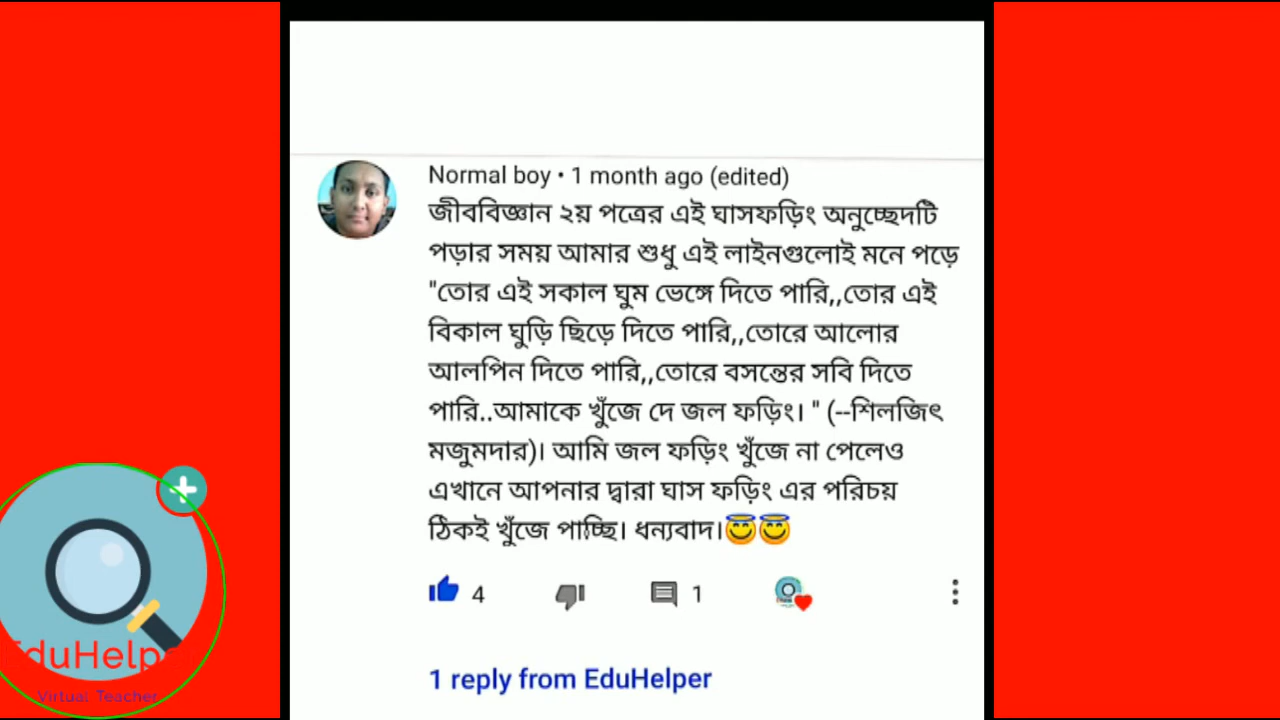 Normal boy • 1 month ago (edited)
জীববিজ্ঞান ২য় পত্রের এই ঘাসফড়িং অনুচ্ছেদটি
পড়ার সময় আমার শুধু এই লাইনগুলোই মনে পড়ে
"তোর এই সকাল ঘুম ভেঙ্গে দিতে পারি,,তোর এই
বিকাল ঘুড়ি ছিড়ে দিতে পারি,,তোরে আলোর
আলপিন দিতে পারি,,তোরে বসন্তের সবি দিতে
পারি..আমাকে খুঁজে দে জল ফড়িং। " (--শিলজিৎ
মজুমদার)। আমি জল ফড়িং খুঁজে না পেলেও
এখানে আপনার দ্বারা ঘাস ফড়িং এর পরিচয়
ঠিকই খুঁজে পাচ্ছি। ধন্যবাদ।😇😇
4 1
1 reply from EduHelper
EduHelpe
Virtual Teacher